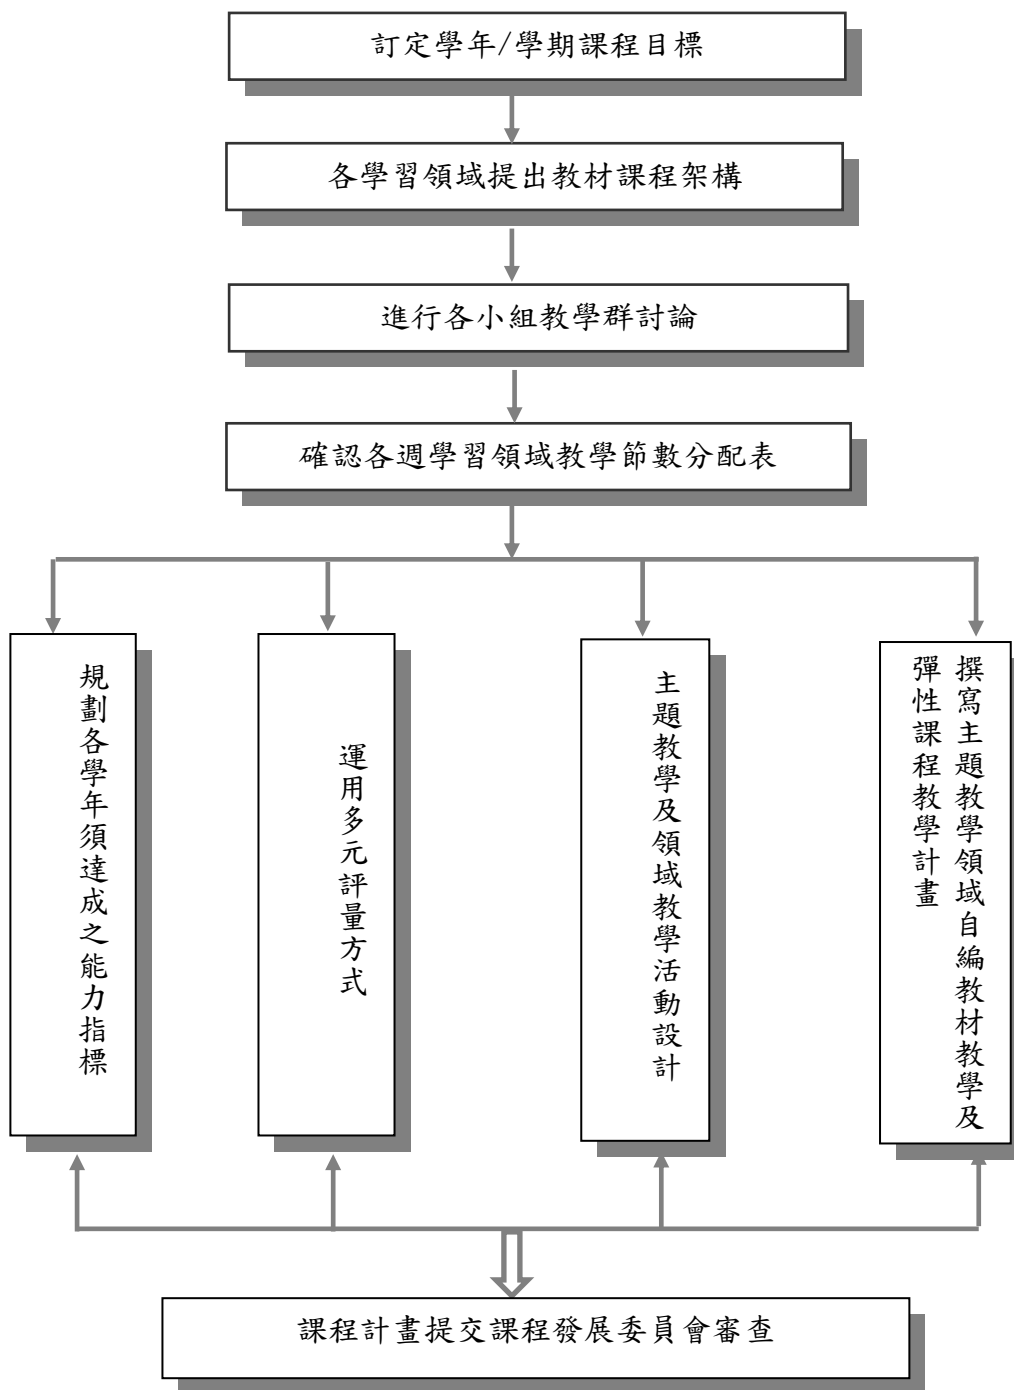 訂定學年/學期課程目標
各學習領域提出教材課程架構
進行各小組教學群討論
確認各週學習領域教學節數分配表
規劃各學年須達成之能力指標
運用多元評量方式
主題教學及領域教學活動設計
撰寫主題教學領域自編教材教學及
彈性課程教學計畫
課程計畫提交課程發展委員會審查